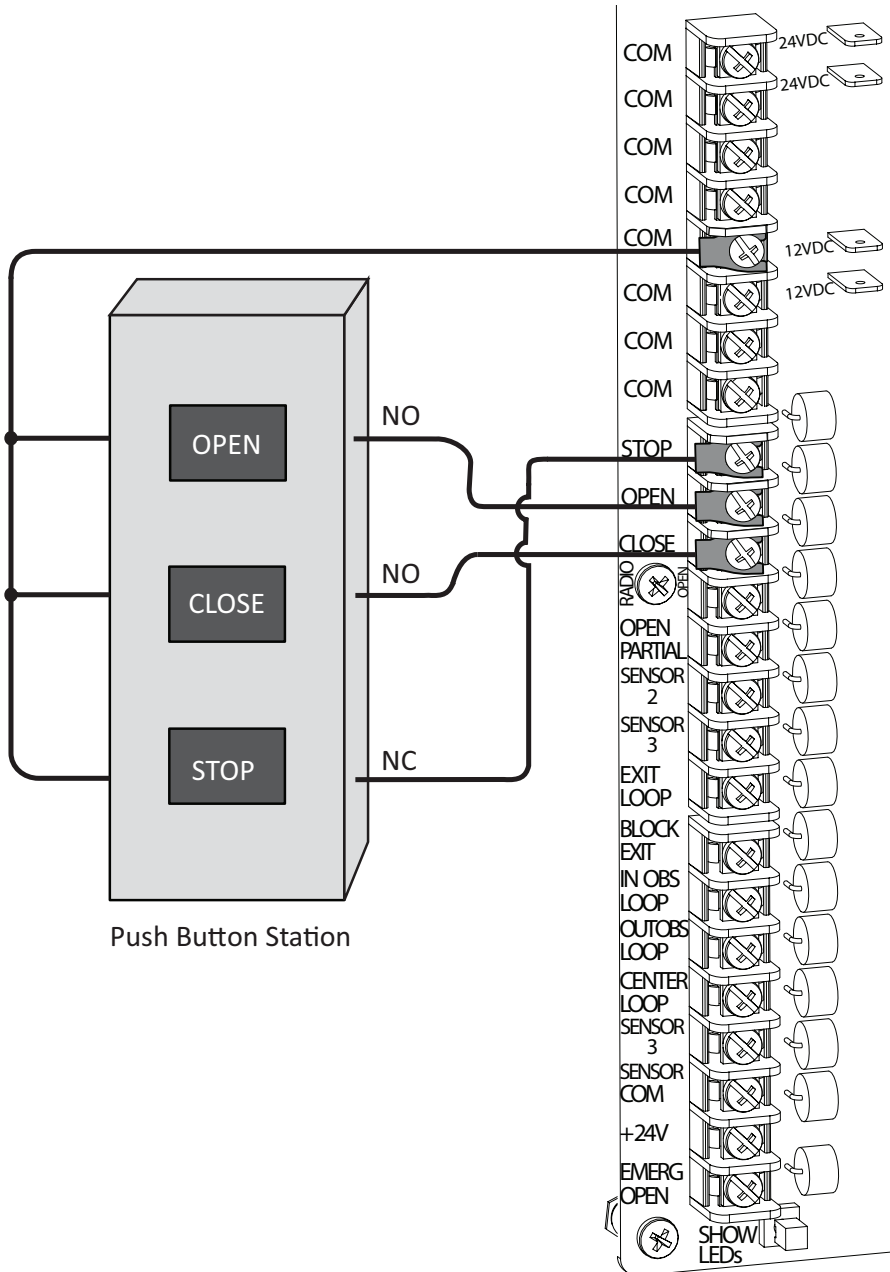 COM
24VDC
COM
24VDC
COM
COM
COM
12VDC
COM
12VDC
COM
COM
OPEN
NO
STOP
OPEN
CLOSE
NO
CLOSE
RADIO
OPEN
OPEN
PARTIAL
SENSOR
2
SENSOR
3
STOP
NC
EXIT
LOOP
BLOCK
EXIT
IN OBS
LOOP
OUTOBS
LOOP
Push Button Station
CENTER
LOOP
SENSOR
3
SENSOR
COM
+24V
EMERG
OPEN
SHOW
LEDs